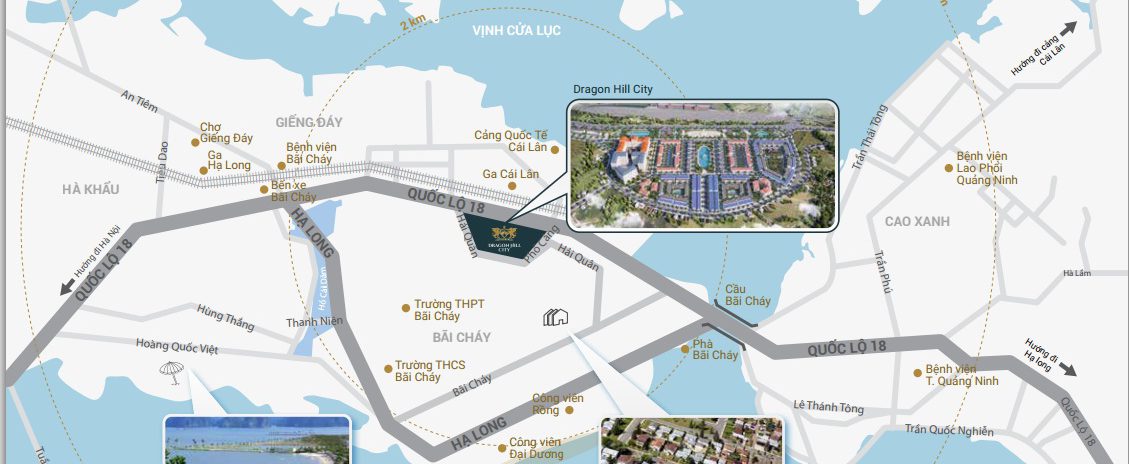 2 km
VỊNH CỬA LỤC
Hướng đi cảng
Cái Lân
Dragon Hill City
An Tiêm
Chợ
Giếng Đáy
GIẾNG ĐÁY
Cảng Quốc Tế
Cái Lân
Trần Thái Tông
Tiêu Dao
Ga
Hạ Long
Bệnh viện
Bãi Cháy
Bệnh viện
Lao Phổi
Quảng Ninh
Ga Cái Lân
HÀ KHẨU
Bến xe
Bãi Cháy
QUỐC LỘ 18
HẠ LONG
Hải Quân
DRAGON HILL
CITY
Phố Cảng
Hải Quân
CAO XANH
Hướng đi Hà Nội
QUỐC LỘ 18
Hồ Cái Dăm
Trần Phú
Hà Lầm
Cầu
Bãi Cháy
Trường THPT
Bãi Cháy
Hùng Thắng
Thanh Niên
BÃI CHÁY
Hoàng Quốc Việt
Phà
Bãi Cháy
QUỐC LỘ 18
Hướng đi
Hạ long
Trường THCS
Bãi Cháy
Bãi Cháy
Bệnh viện
T. Quảng Ninh
Công viên
Rồng
Lê Thánh Tông
Quốc Lộ 18
HẠ LONG
Trần Quốc Nghiễn
Công viên
Đại Dương
Tuầ